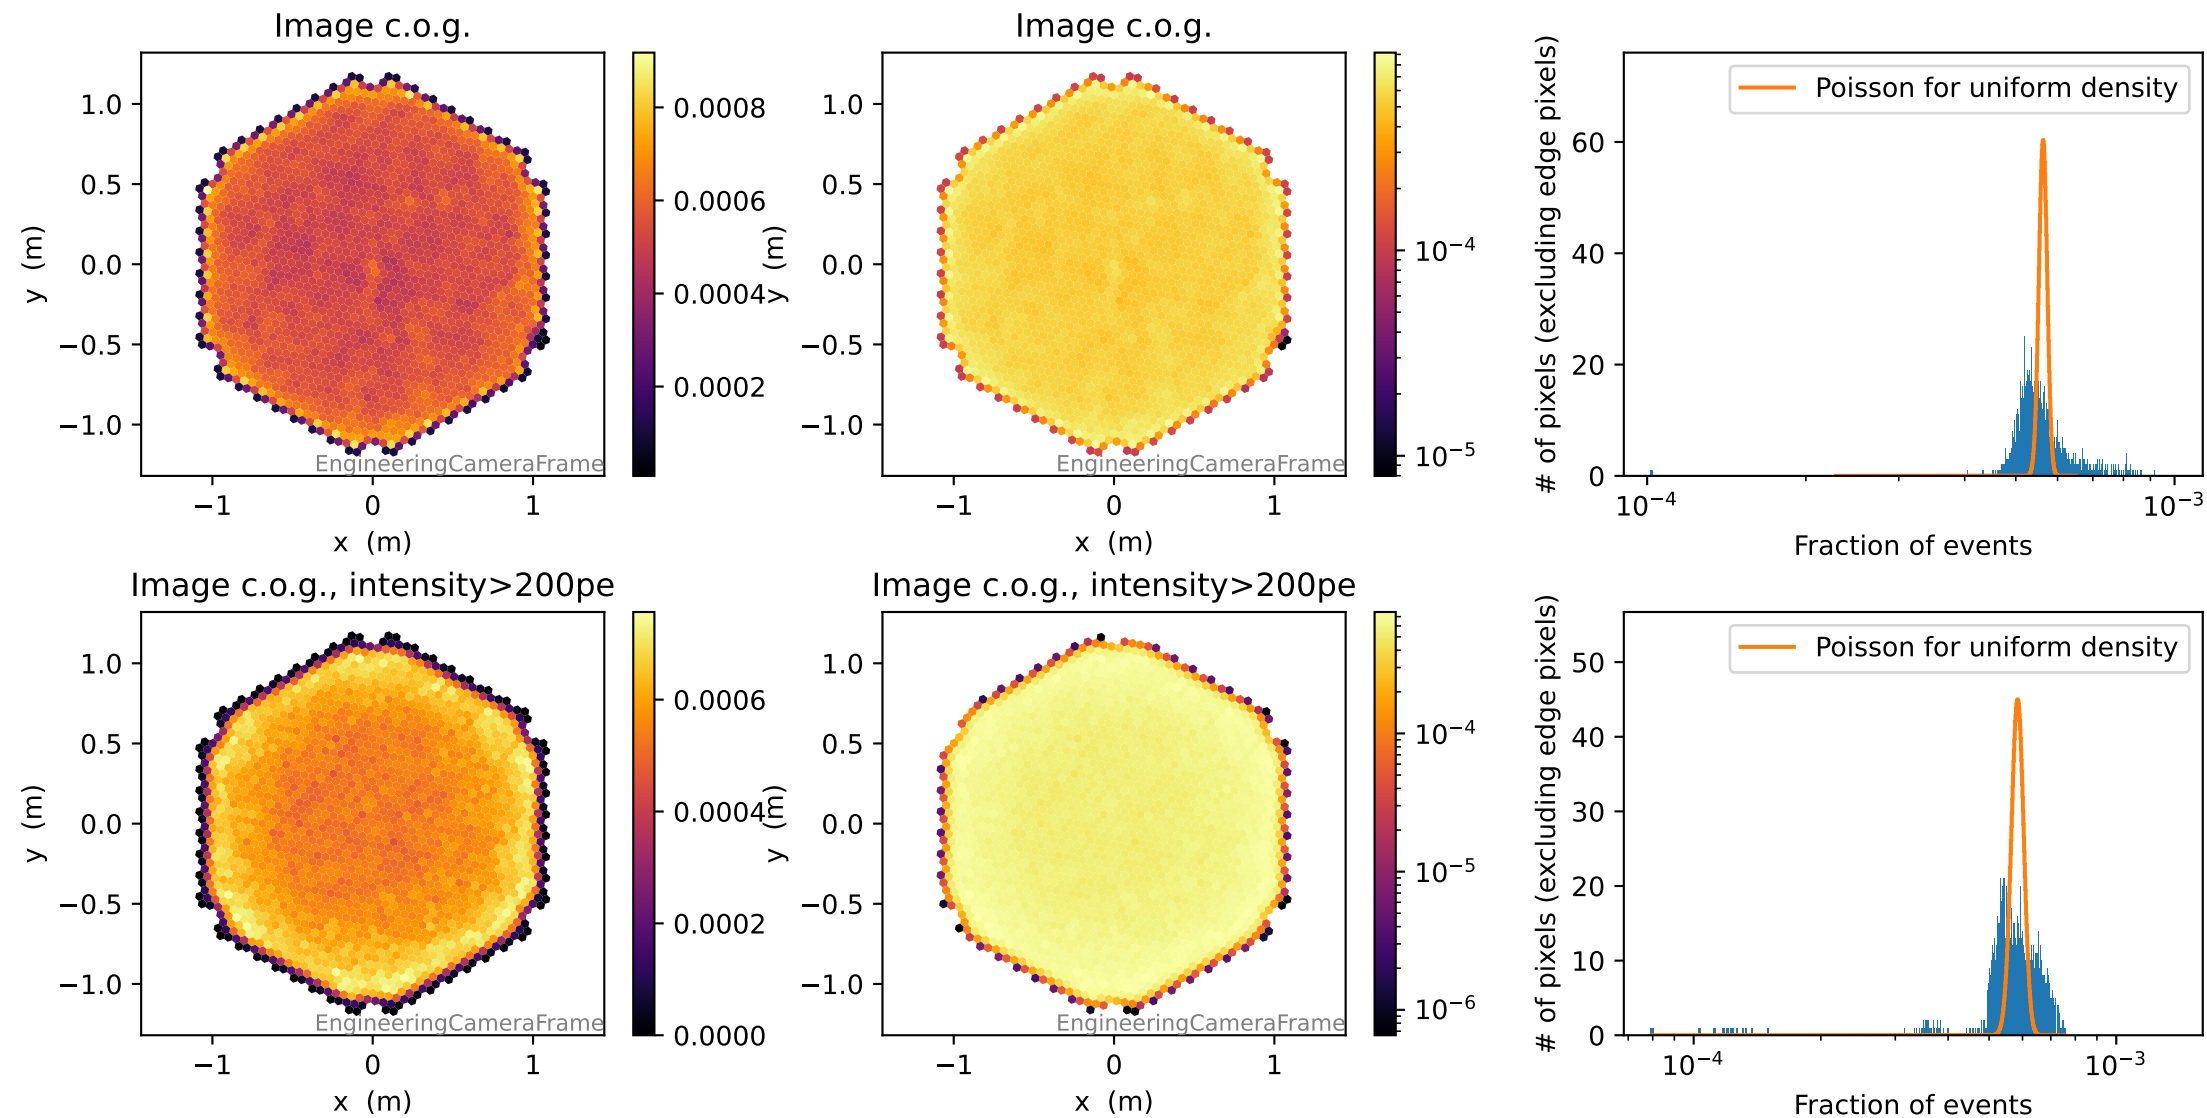 Image c.o.g.
1.0
0.5
0.0
−0.5
−1.0
y (m)
−1
0
1
x (m)
EngineeringCameraFrame
0.0008
0.0006
0.0004
0.0002
Image c.o.g.
1.0
0.5
0.0
−0.5
−1.0
y (m)
−1
0
1
x (m)
EngineeringCameraFrame
10⁻⁴
10⁻⁵
Poisson for uniform density
# of pixels (excluding edge pixels)
60
40
20
0
10⁻⁴
10⁻³
Fraction of events
Image c.o.g., intensity>200pe
1.0
0.5
0.0
−0.5
−1.0
y (m)
−1
0
1
x (m)
EngineeringCameraFrame
0.0006
0.0004
0.0002
0.0000
Image c.o.g., intensity>200pe
1.0
0.5
0.0
−0.5
−1.0
y (m)
−1
0
1
x (m)
EngineeringCameraFrame
10⁻⁴
10⁻⁵
10⁻⁶
Poisson for uniform density
# of pixels (excluding edge pixels)
50
40
30
20
10
0
10⁻⁴
10⁻³
Fraction of events